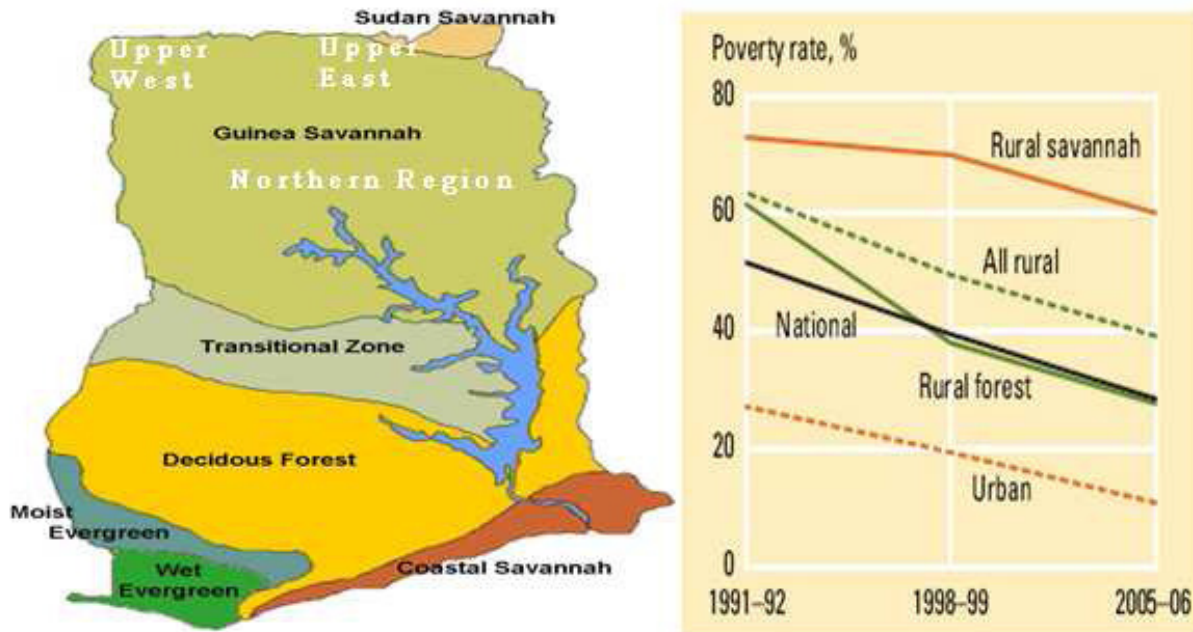 Sudan Savannah
Upper
West
Upper
East
Guinea Savannah
Northern Region
Transitional Zone
Decidous Forest
Moist
Evergreen
Wet
Evergreen
Coastal Savannah
Poverty rate, %
80
60
40
20
0
Rural savannah
All rural
National
Rural forest
Urban
1991–92
1998–99
2005–06